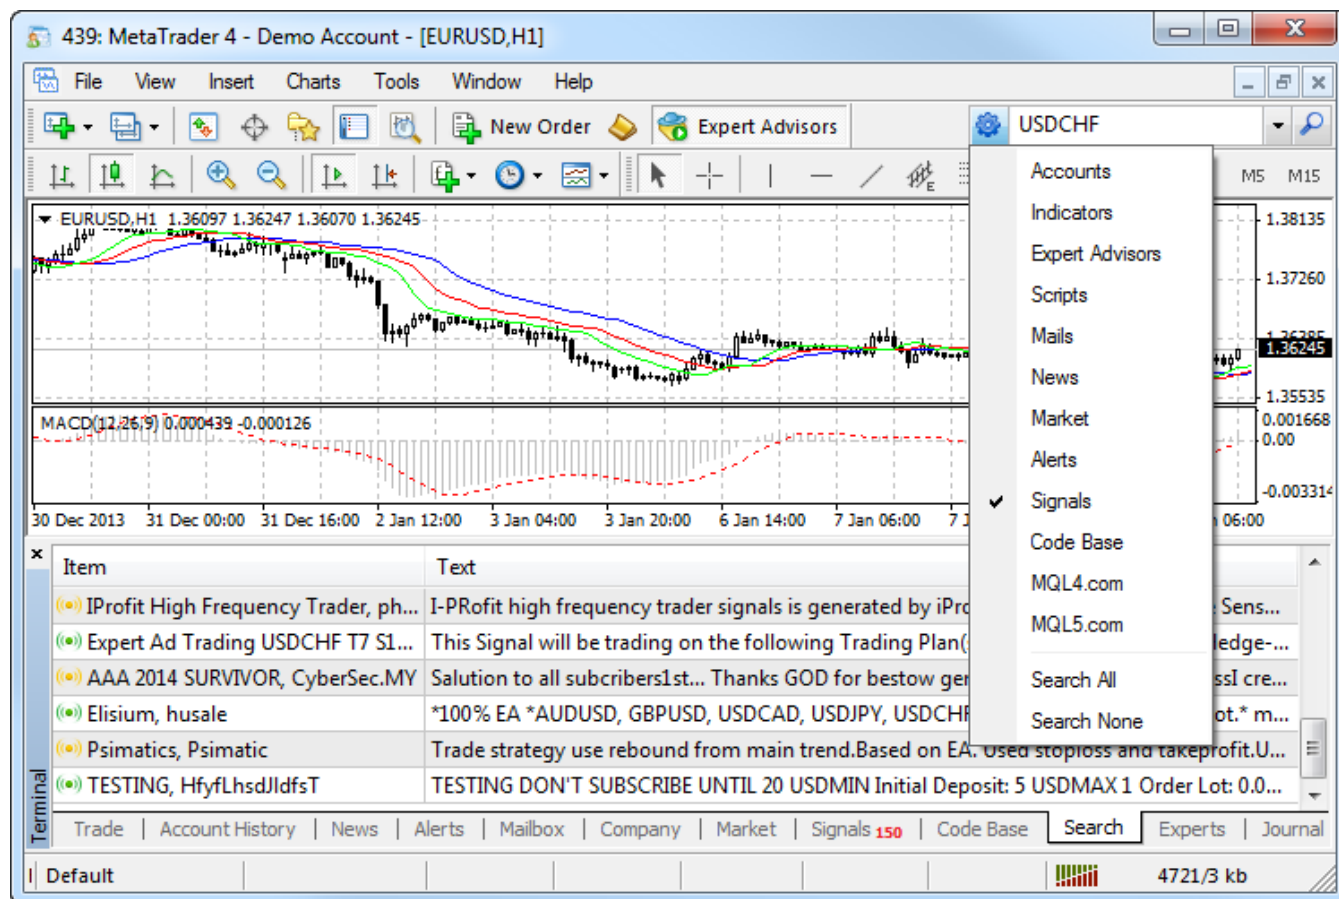 439: MetaTrader 4 - Demo Account - [EURUSD,H1]
File View Insert Charts Tools Window Help
New Order Expert Advisors USDCHF
E M5 M15
EURUSD,H1 1.36097 1.36247 1.36070 1.36245
1.38135
1.37260
1.36385
1.36245
1.35535
MACD(12,26,9) 0.000439 -0.000126
0.001668
0.00
-0.003314
30 Dec 2013 31 Dec 00:00 31 Dec 16:00 2 Jan 12:00 3 Jan 04:00 3 Jan 20:00 6 Jan 14:00 7 Jan 06:00 7 J 06:00
Accounts
Indicators
Expert Advisors
Scripts
Mails
News
Market
Alerts
Signals
Code Base
MQL4.com
MQL5.com
Search All
Search None
Item Text
IProfit High Frequency Trader, ph... I-PRofit high frequency trader signals is generated by iPro Sens...
Expert Ad Trading USDCHF T7 S1... This Signal will be trading on the following Trading Plan( ledge-...
AAA 2014 SURVIVOR, CyberSec.MY Salution to all subcribers1st... Thanks GOD for bestow ger ssI cre...
Elisium, husale *100% EA *AUDUSD, GBPUSD, USDCAD, USDJPY, USDCHF ot.* m...
Psimatics, Psimatic Trade strategy use rebound from main trend.Based on EA. Used stoploss and takeprofit.U...
TESTING, HfyfLhsdJIdfsT TESTING DON'T SUBSCRIBE UNTIL 20 USDMIN Initial Deposit: 5 USDMAX 1 Order Lot: 0.0...
Terminal
Trade | Account History | News | Alerts | Mailbox | Company | Market | Signals 150 | Code Base Search Experts | Journal
Default 4721/3 kb